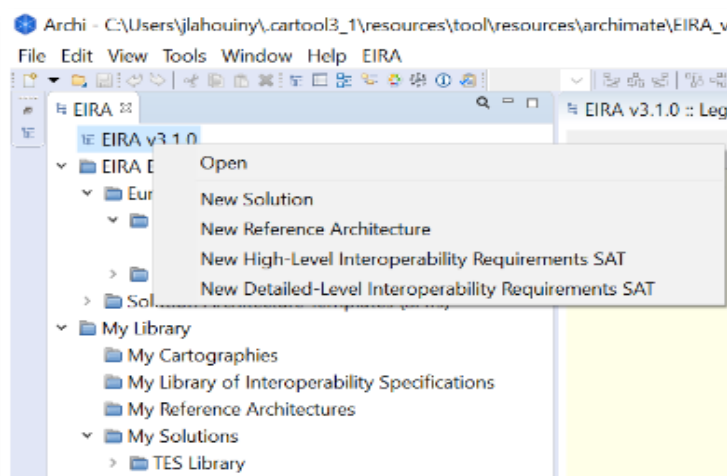 Archi - C:\Users\jlahouiny\.cartool3_1\resources\tool\resources\archimate\EIRA_v
File Edit View Tools Window Help EIRA
EIRA
EIRA v3.1.0 :: Leg
EIRA v3.1.0
EIRA E
Open
Eur
New Solution
New Reference Architecture
New High-Level Interoperability Requirements SAT
New Detailed-Level Interoperability Requirements SAT
My Library
My Cartographies
My Library of Interoperability Specifications
My Reference Architectures
My Solutions
TES Library